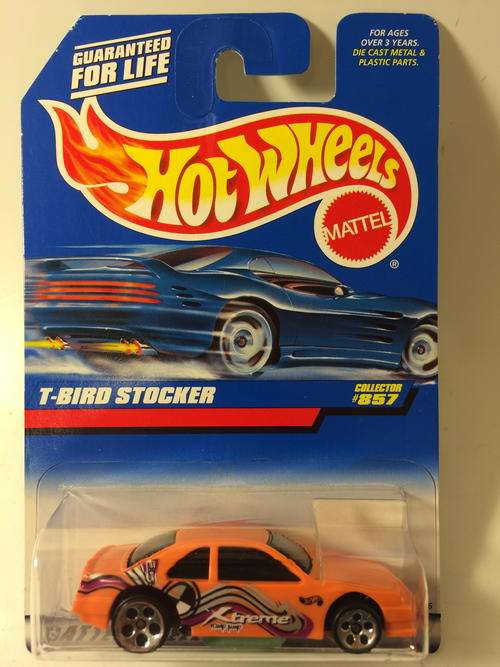 GUARANTEED
FOR LIFE
FOR AGES
OVER 3 YEARS.
DIE CAST METAL &
PLASTIC PARTS.
HOT WHEELS
MATTEL
®
T-BIRD STOCKER
COLLECTOR
#857
Xtreme